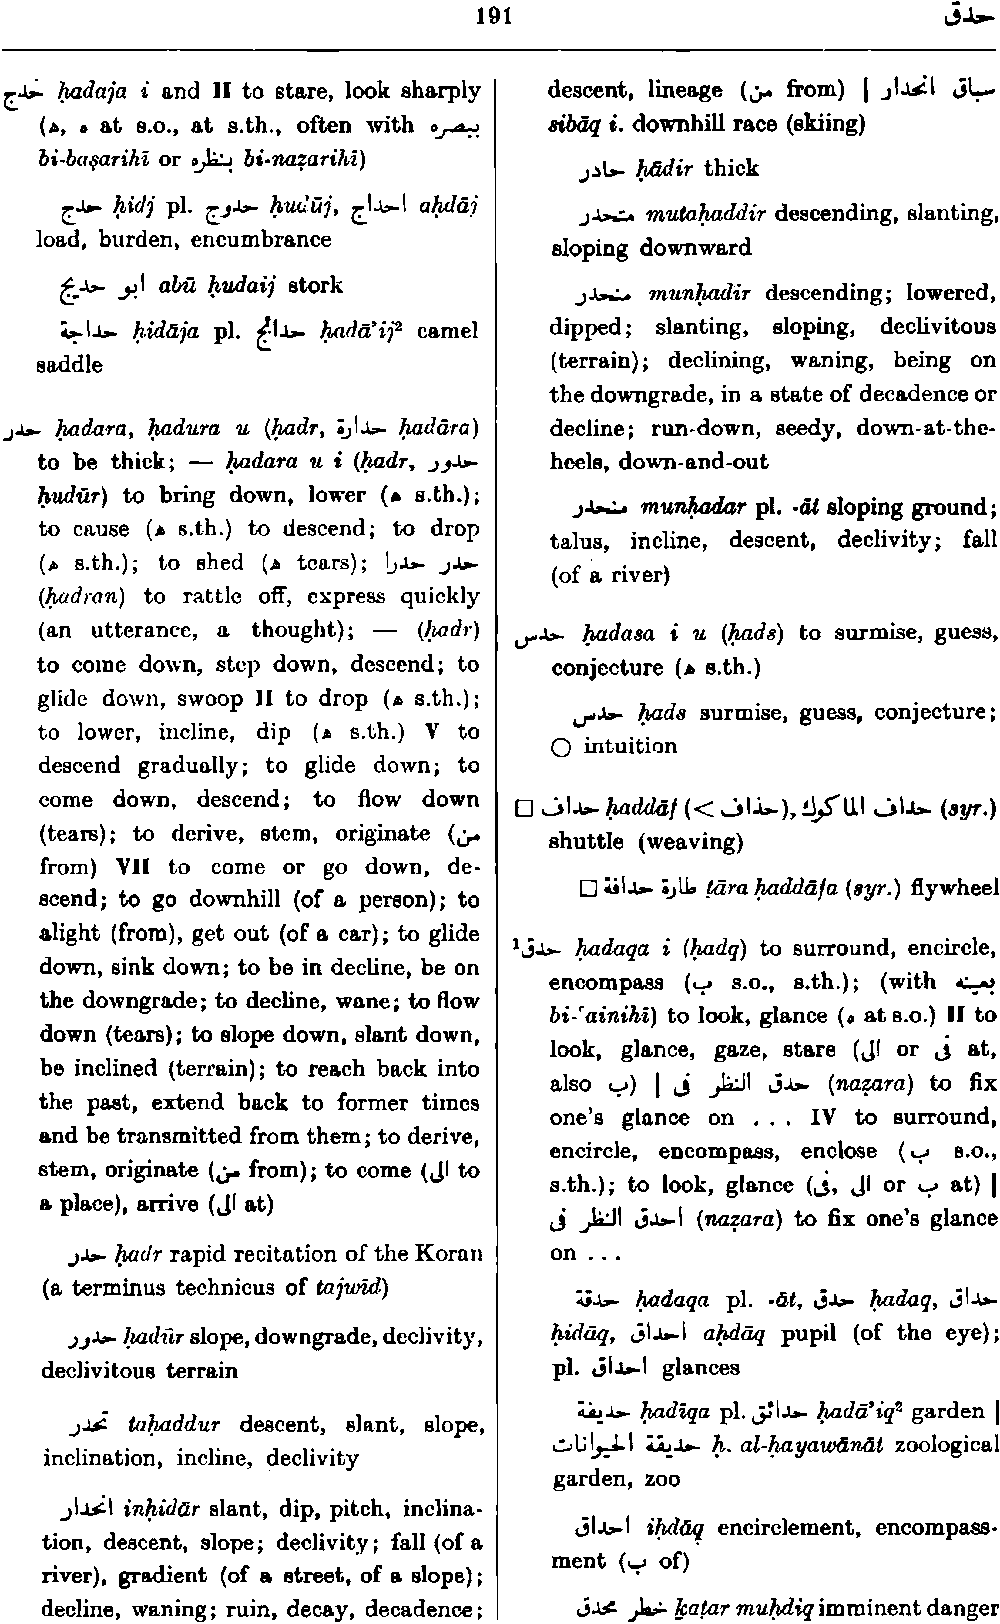 191
حدق
حدج ḥadaja i and II to stare, look sharply
(ه, ه at s.o., at s.th., often with ببصره
bi-baṣarihī or بنظره bi-naẓarihī)
حدج ḥidj pl. حدوج ḥudūj, احداج aḥdāj
load, burden, encumbrance
ابو حديج abū ḥudaij stork
حداجة ḥidāja pl. حدائج ḥadā'ij² camel
saddle
حدر ḥadara, ḥadura u (ḥadr, حدارة ḥadāra)
to be thick; — ḥadara u i (ḥadr, حدور
ḥudūr) to bring down, lower (ه s.th.);
to cause (ه s.th.) to descend; to drop
(ه s.th.); to shed (ه tears); حدر حدرا
(ḥadran) to rattle off, express quickly
(an utterance, a thought); — (ḥadr)
to come down, step down, descend; to
glide down, swoop II to drop (ه s.th.);
to lower, incline, dip (ه s.th.) V to
descend gradually; to glide down; to
come down, descend; to flow down
(tears); to derive, stem, originate (من
from) VII to come or go down, de-
scend; to go downhill (of a person); to
alight (from), get out (of a car); to glide
down, sink down; to be in decline, be on
the downgrade; to decline, wane; to flow
down (tears); to slope down, slant down,
be inclined (terrain); to reach back into
the past, extend back to former times
and be transmitted from them; to derive,
stem, originate (من from); to come (الى to
a place), arrive (الى at)
حدر ḥadr rapid recitation of the Koran
(a terminus technicus of tajwīd)
حدور ḥadūr slope, downgrade, declivity,
declivitous terrain
تحدر taḥaddur descent, slant, slope,
inclination, incline, declivity
انحدار inḥidār slant, dip, pitch, inclina-
tion, descent, slope; declivity; fall (of a
river), gradient (of a street, of a slope);
decline, waning; ruin, decay, decadence;
descent, lineage (من from) | سباق انحدار
sibāq i. downhill race (skiing)
حادر ḥādir thick
متحدر mutaḥaddir descending, slanting,
sloping downward
منحدر munḥadir descending; lowered,
dipped; slanting, sloping, declivitous
(terrain); declining, waning, being on
the downgrade, in a state of decadence or
decline; run-down, seedy, down-at-the-
heels, down-and-out
منحدر munḥadar pl. -āt sloping ground;
talus, incline, descent, declivity; fall
(of a river)
حدس ḥadasa i u (ḥads) to surmise, guess,
conjecture (ه s.th.)
حدس ḥads surmise, guess, conjecture;
○ intuition
□ حداف ḥaddāf (< حذاف), حداف الماكوك (syr.)
shuttle (weaving)
□ طارة حدافة ṭāra ḥaddāfa (syr.) flywheel
حدق¹ ḥadaqa i (ḥadq) to surround, encircle,
encompass (ب s.o., s.th.); (with بعينه
bi-ʿainihī) to look, glance (ه at s.o.) II to
look, glance, gaze, stare (الى or فى at,
also ب) | حدق النظر فى (naẓara) to fix
one's glance on ... IV to surround,
encircle, encompass, enclose (ب s.o.,
s.th.); to look, glance (فى, الى or ب at) |
احدق النظر فى (naẓara) to fix one's glance
on ...
حدقة ḥadaqa pl. -āt, حدق ḥadaq, حداق
ḥidāq, احداق aḥdāq pupil (of the eye);
pl. احداق glances
حديقة ḥadīqa pl. حدائق ḥadā'iq² garden |
حديقة الحيوانات ḥ. al-ḥayawānāt zoological
garden, zoo
احداق iḥdāq encirclement, encompass-
ment (ب of)
خطر محدق ḵaṭar muḥdiq imminent danger